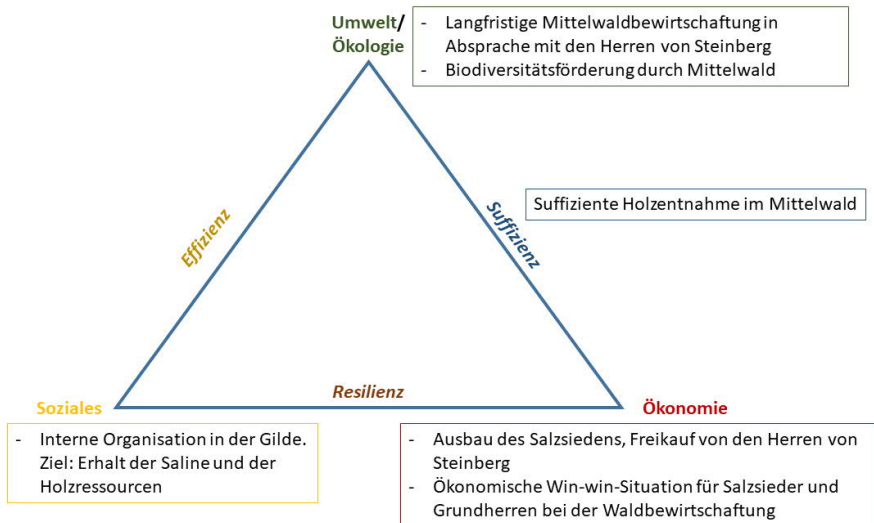 Umwelt/
Ökologie
- Langfristige Mittelwaldbewirtschaftung in
Absprache mit den Herren von Steinberg
- Biodiversitätsförderung durch Mittelwald
Suffiziente Holzentnahme im Mittelwald
Effizienz
Suffizienz
Resilienz
Soziales
Ökonomie
- Interne Organisation in der Gilde.
Ziel: Erhalt der Saline und der
Holzressourcen
- Ausbau des Salzsiedens, Freikauf von den Herren von
Steinberg
- Ökonomische Win-win-Situation für Salzsieder und
Grundherren bei der Waldbewirtschaftung